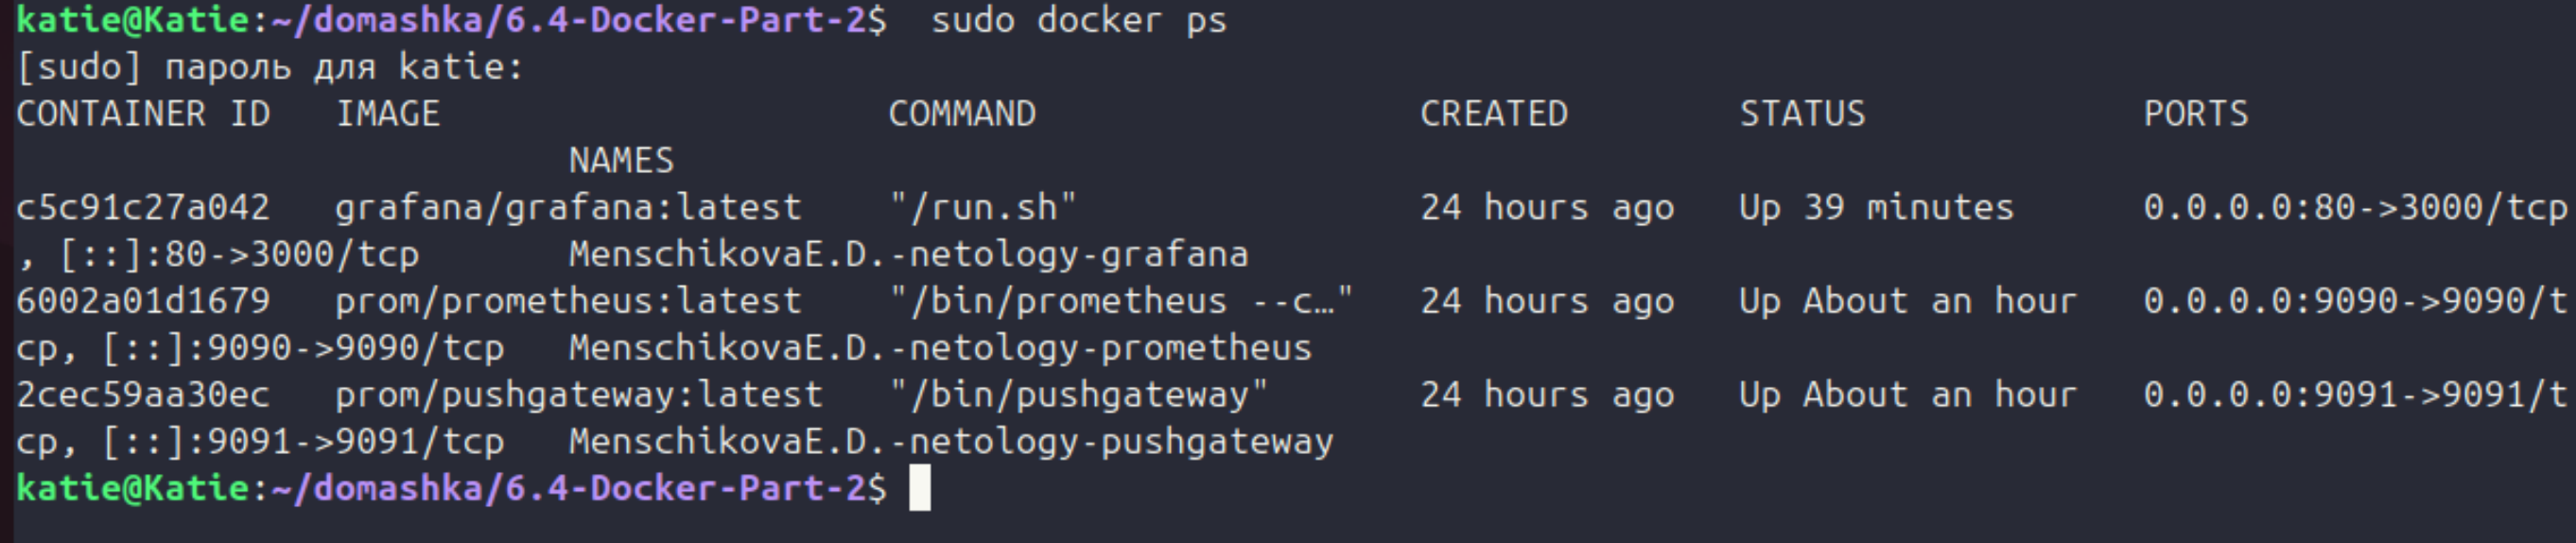 katie@Katie:~/domashka/6.4-Docker-Part-2$  sudo docker ps
[sudo] пароль для katie:
CONTAINER ID   IMAGE                     COMMAND                  CREATED        STATUS             PORTS
                          NAMES
c5c91c27a042   grafana/grafana:latest    "/run.sh"                24 hours ago   Up 39 minutes      0.0.0.0:80->3000/tcp
, [::]:80->3000/tcp       MenschikovaE.D.-netology-grafana
6002a01d1679   prom/prometheus:latest    "/bin/prometheus --c…"   24 hours ago   Up About an hour   0.0.0.0:9090->9090/t
cp, [::]:9090->9090/tcp   MenschikovaE.D.-netology-prometheus
2cec59aa30ec   prom/pushgateway:latest   "/bin/pushgateway"       24 hours ago   Up About an hour   0.0.0.0:9091->9091/t
cp, [::]:9091->9091/tcp   MenschikovaE.D.-netology-pushgateway
katie@Katie:~/domashka/6.4-Docker-Part-2$